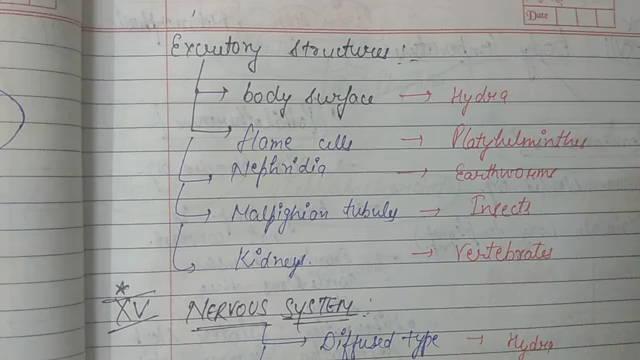 Date
Excretory structures :-
→ body surface → Hydra
→ flame cells → Platyhelminthes
→ Nephridia → Earthworms
→ Malpighian tubules → Insects
→ Kidneys → Vertebrates
* XV NERVOUS SYSTEM :
→ Diffused type → Hydra